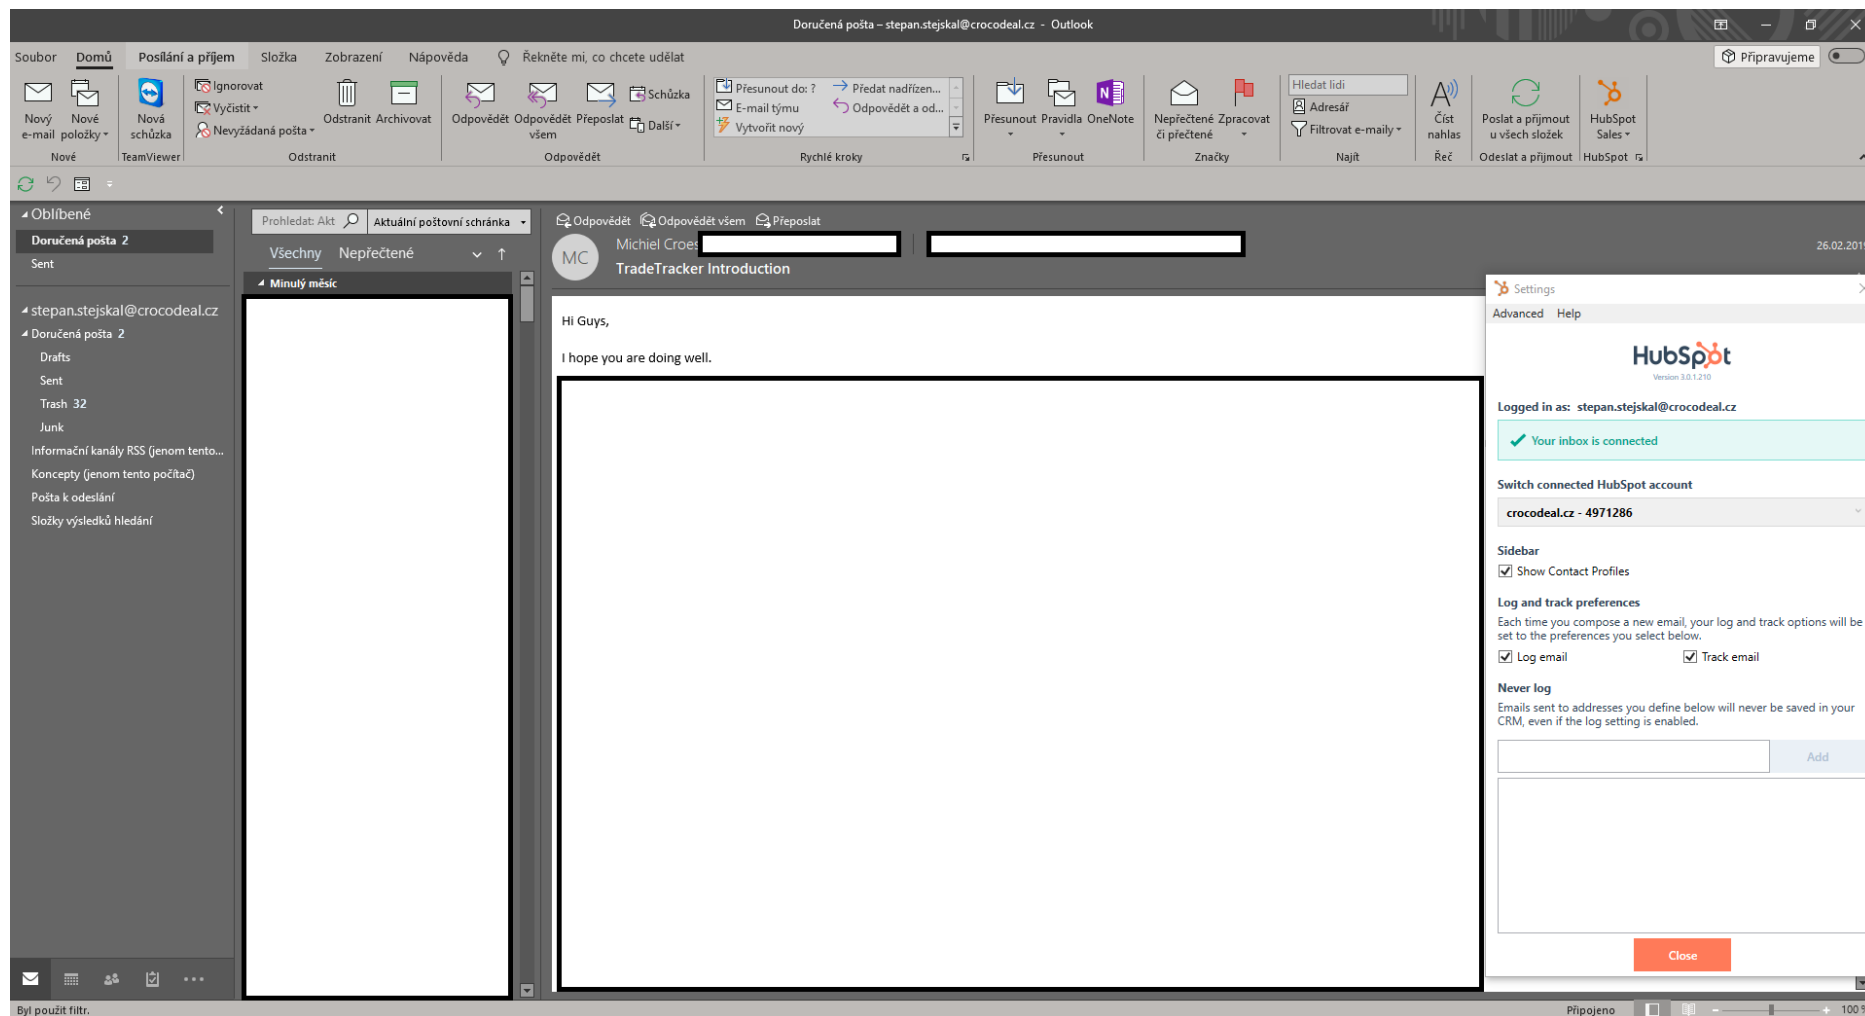 Doručená pošta – stepan.stejskal@crocodeal.cz - Outlook
Soubor Domů Posílání a příjem Složka Zobrazení Nápověda Řekněte mi, co chcete udělat
Připravujeme
Nový e-mail
Nové položky
Nové
Nová schůzka
TeamViewer
Ignorovat
Vyčistit
Nevyžádaná pošta
Odstranit Archivovat
Odstranit
Odpovědět
Odpovědět všem
Přeposlat
Schůzka
Další
Odpovědět
Přesunout do: ?
E-mail týmu
Vytvořit nový
Předat nadřízen...
Odpovědět a od...
Rychlé kroky
Přesunout Pravidla OneNote
Přesunout
Nepřečtené či přečtené
Zpracovat
Značky
Hledat lidi
Adresář
Filtrovat e-maily
Najít
Číst nahlas
Řeč
Poslat a přijmout u všech složek
Odeslat a přijmout
HubSpot Sales
HubSpot
Oblíbené
Doručená pošta 2
Sent
stepan.stejskal@crocodeal.cz
Doručená pošta 2
Drafts
Sent
Trash 32
Junk
Informační kanály RSS (jenom tento...
Koncepty (jenom tento počítač)
Pošta k odeslání
Složky výsledků hledání
Prohledat: Akt
Aktuální poštovní schránka
Všechny Nepřečtené
Minulý měsíc
Odpovědět Odpovědět všem Přeposlat
MC
Michiel Croes
26.02.2019
TradeTracker Introduction
Hi Guys,
I hope you are doing well.
Settings
Advanced Help
HubSpot
Version 3.0.1.210
Logged in as: stepan.stejskal@crocodeal.cz
Your inbox is connected
Switch connected HubSpot account
crocodeal.cz - 4971286
Sidebar
Show Contact Profiles
Log and track preferences
Each time you compose a new email, your log and track options will be
set to the preferences you select below.
Log email Track email
Never log
Emails sent to addresses you define below will never be saved in your
CRM, even if the log setting is enabled.
Add
Close
Byl použit filtr.
Připojeno
100 %